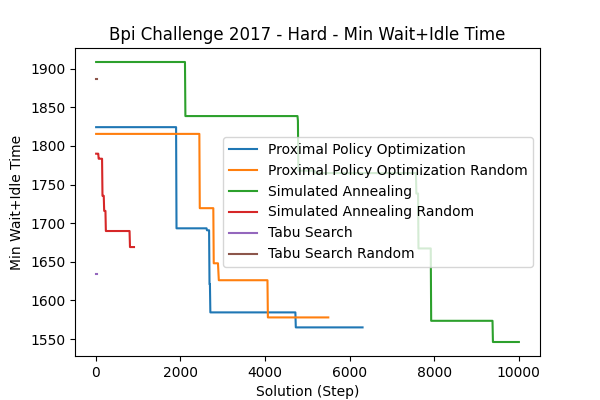 Bpi Challenge 2017 - Hard - Min Wait+Idle Time
Min Wait+Idle Time
1900
1850
1800
1750
1700
1650
1600
1550
Proximal Policy Optimization
Proximal Policy Optimization Random
Simulated Annealing
Simulated Annealing Random
Tabu Search
Tabu Search Random
0 2000 4000 6000 8000 10000
Solution (Step)